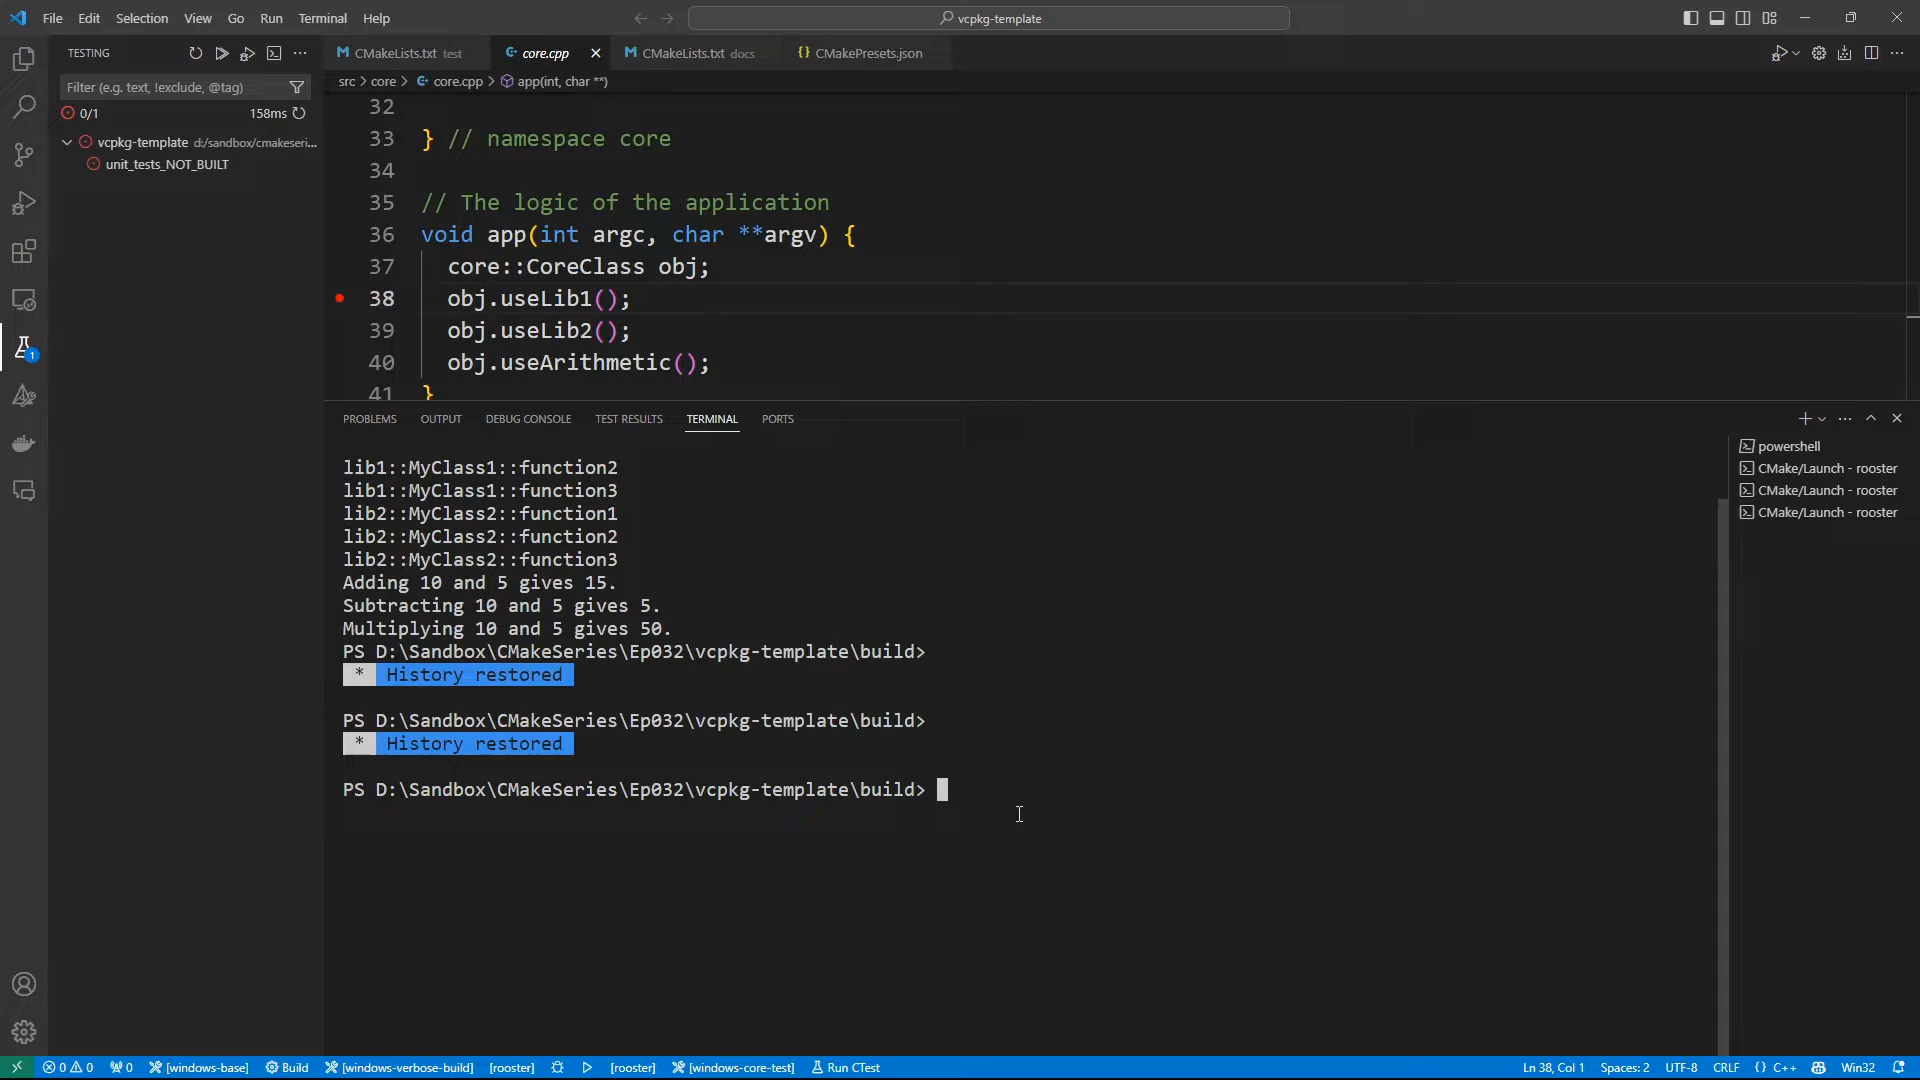 File Edit Selection View Go Run Terminal Help
vcpkg-template
TESTING
CMakeLists.txt test
core.cpp
CMakeLists.txt docs
{} CMakePresets.json
Filter (e.g. text, !exclude, @tag)
src > core > core.cpp > app(int, char **)
0/1 158ms
vcpkg-template d:/sandbox/cmakeseri...
unit_tests_NOT_BUILT
1
32
33 } // namespace core
34
35 // The logic of the application
36 void app(int argc, char **argv) {
37 core::CoreClass obj;
38 obj.useLib1();
39 obj.useLib2();
40 obj.useArithmetic();
41 }
PROBLEMS OUTPUT DEBUG CONSOLE TEST RESULTS TERMINAL PORTS
lib1::MyClass1::function2
lib1::MyClass1::function3
lib2::MyClass2::function1
lib2::MyClass2::function2
lib2::MyClass2::function3
Adding 10 and 5 gives 15.
Subtracting 10 and 5 gives 5.
Multiplying 10 and 5 gives 50.
PS D:\Sandbox\CMakeSeries\Ep032\vcpkg-template\build>
* History restored
PS D:\Sandbox\CMakeSeries\Ep032\vcpkg-template\build>
* History restored
PS D:\Sandbox\CMakeSeries\Ep032\vcpkg-template\build>
powershell
CMake/Launch - rooster
CMake/Launch - rooster
CMake/Launch - rooster
0 0 0 [windows-base] Build [windows-verbose-build] [rooster] [rooster] [windows-core-test] Run CTest Ln 38, Col 1 Spaces: 2 UTF-8 CRLF {} C++ Win32